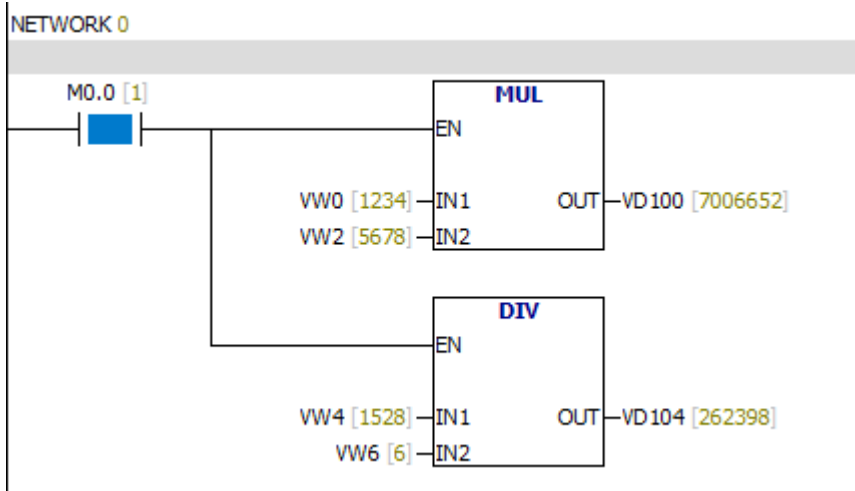 NETWORK 0
M0.0 [1]
MUL
EN
VW0 [1234] IN1 OUT VD100 [7006652]
VW2 [5678] IN2
DIV
EN
VW4 [1528] IN1 OUT VD104 [262398]
VW6 [6] IN2